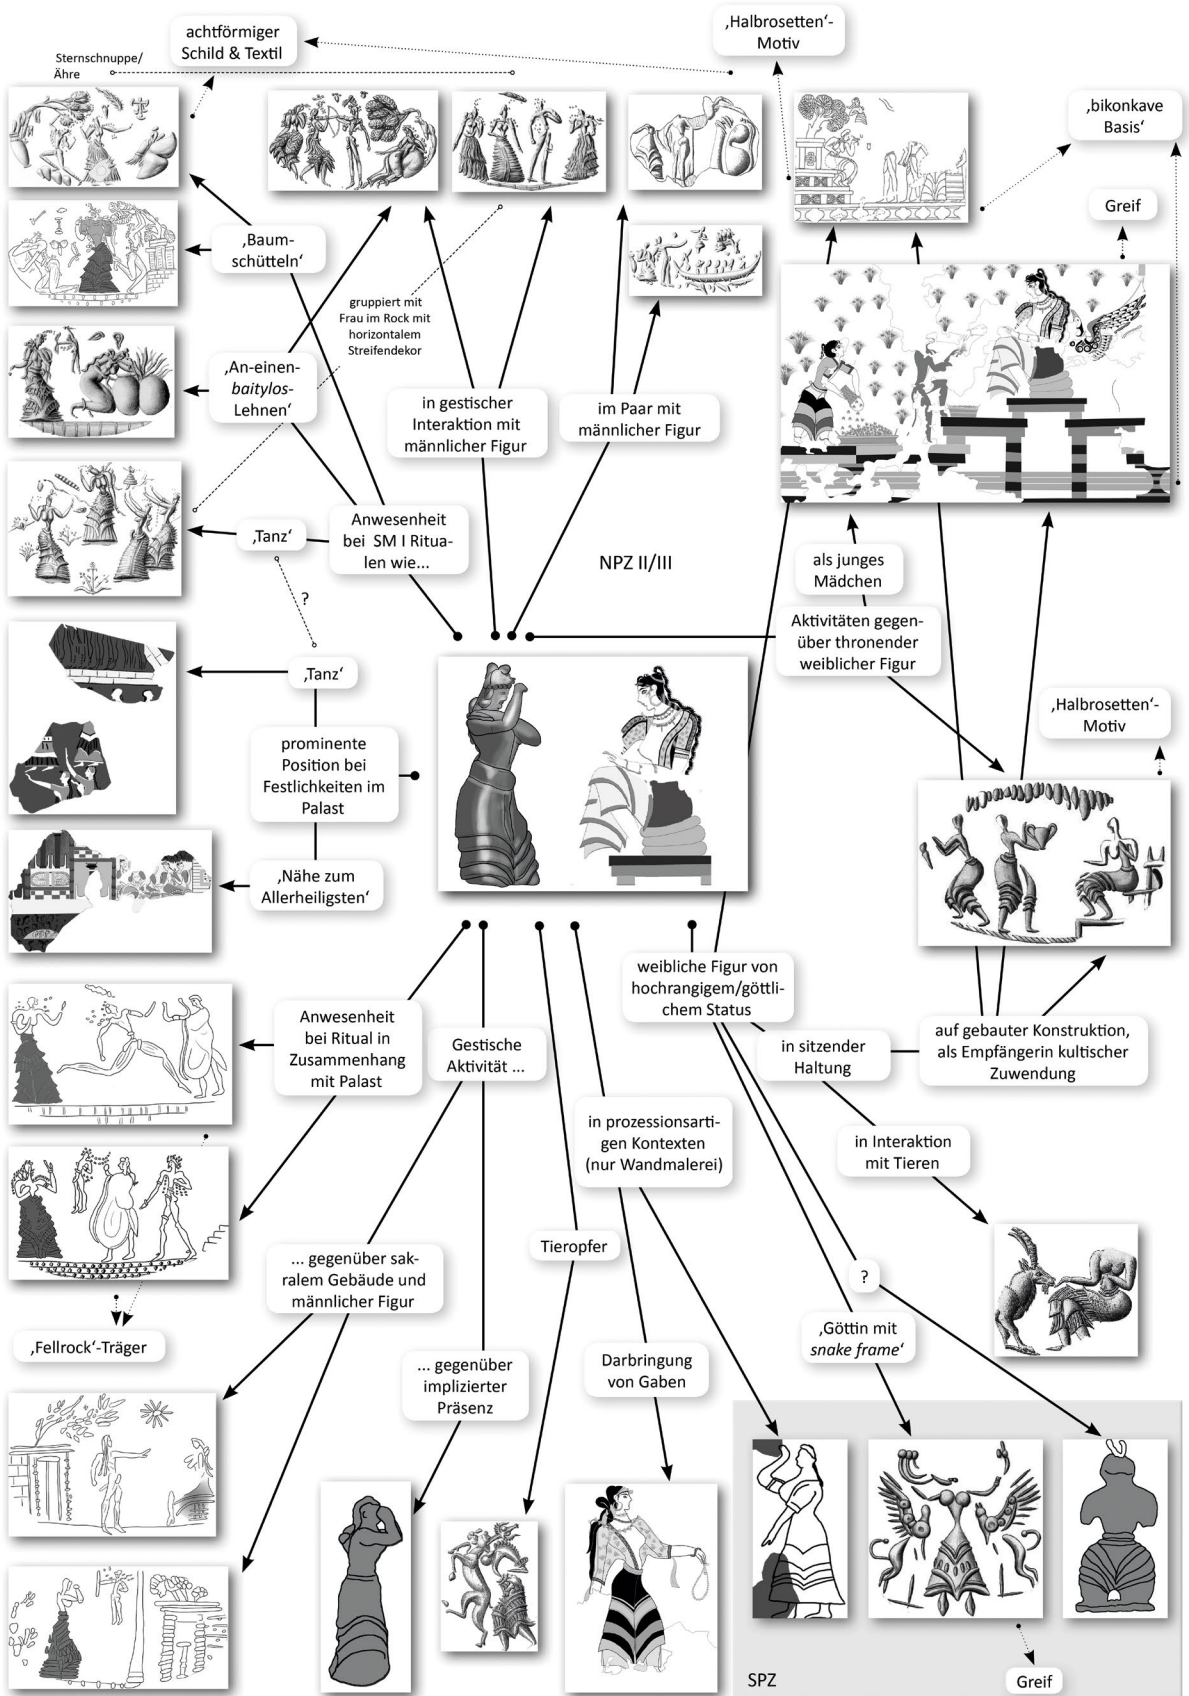 achtförmiger
Schild & Textil
‚Halbrosetten‘-
Motiv
Sternschnuppe/
Ähre
‚bikonkave
Basis‘
Greif
‚Baum-
schütteln‘
gruppiert mit
Frau im Rock mit
horizontalem
Streifendekor
‚An-einen-
baitylos-
Lehnen‘
in gestischer
Interaktion mit
männlicher Figur
im Paar mit
männlicher Figur
‚Tanz‘
Anwesenheit
bei SM I Ritua-
len wie...
NPZ II/III
als junges
Mädchen
?
Aktivitäten gegen-
über thronender
weiblicher Figur
‚Tanz‘
‚Halbrosetten‘-
Motiv
prominente
Position bei
Festlichkeiten im
Palast
‚Nähe zum
Allerheiligsten‘
weibliche Figur von
hochrangigem/göttli-
chem Status
Anwesenheit
bei Ritual in
Zusammenhang
mit Palast
Gestische
Aktivität ...
in sitzender
Haltung
auf gebauter Konstruktion,
als Empfängerin kultischer
Zuwendung
in prozessionsarti-
gen Kontexten
(nur Wandmalerei)
in Interaktion
mit Tieren
Tieropfer
... gegenüber sak-
ralem Gebäude und
männlicher Figur
?
‚Fellrock‘-Träger
‚Göttin mit
snake frame‘
... gegenüber
implizierter
Präsenz
Darbringung
von Gaben
SPZ
Greif